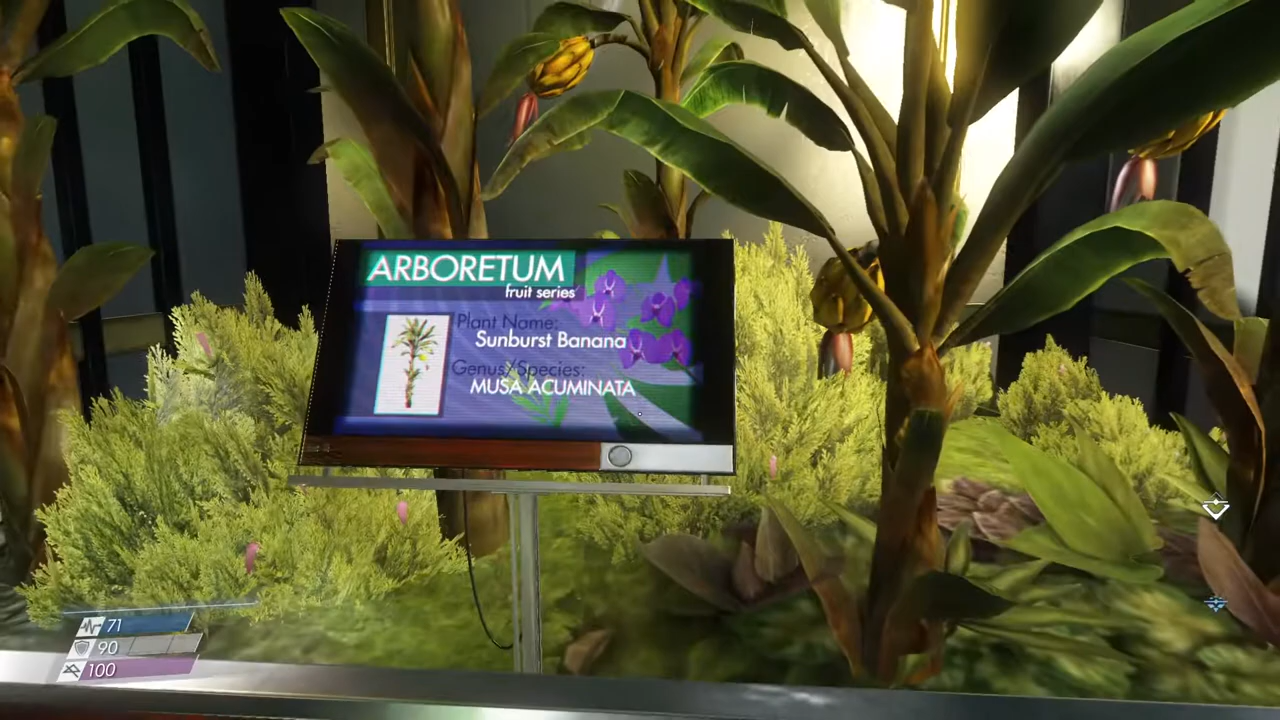 ARBORETUM
fruit series
Plant Name:
Sunburst Banana
Genus/Species:
MUSA ACUMINATA
71
90
100